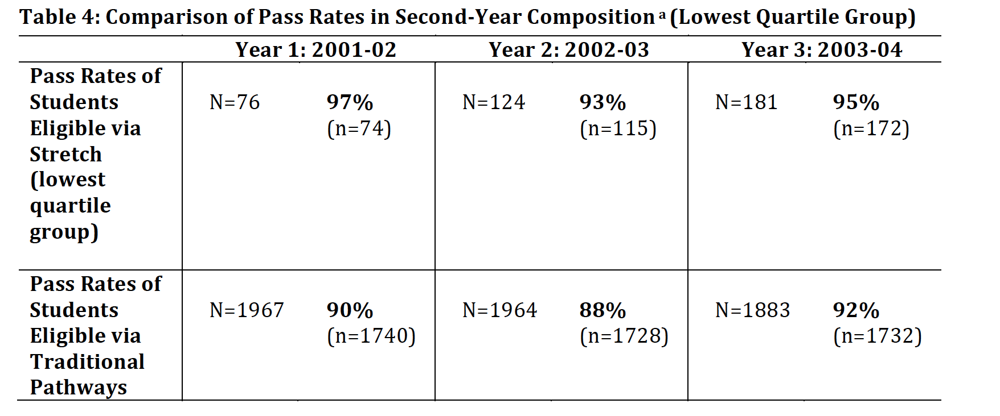 Table 4: Comparison of Pass Rates in Second-Year Composition a (Lowest Quartile Group)
Year 1: 2001-02 Year 2: 2002-03 Year 3: 2003-04
Pass Rates of
Students N=76 97% N=124 93% N=181 95%
Eligible via (n=74) (n=115) (n=172)
Stretch
(lowest
quartile
group)
Pass Rates of
Students N=1967 90% N=1964 88% N=1883 92%
Eligible via (n=1740) (n=1728) (n=1732)
Traditional
Pathways